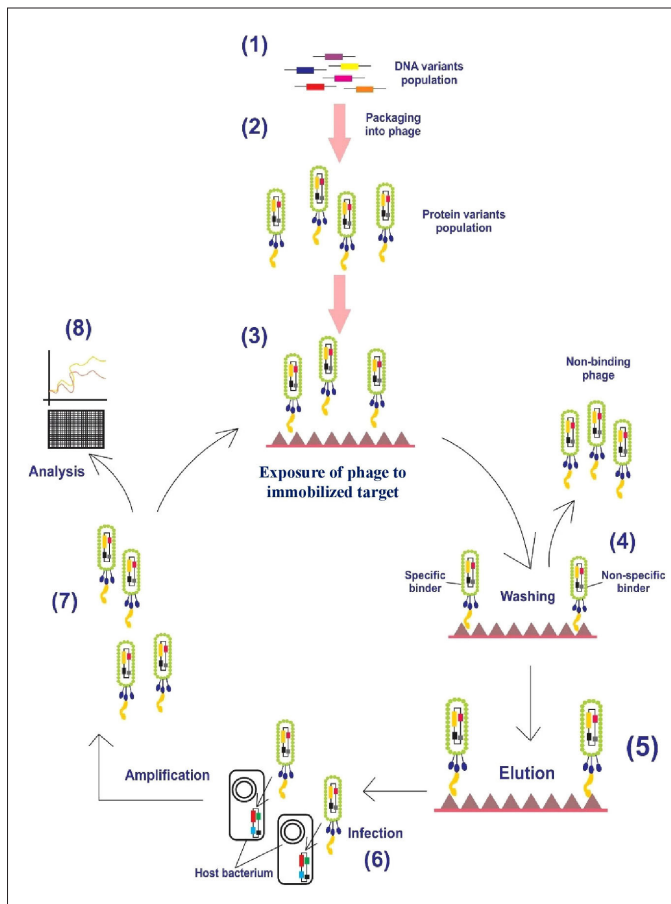 (1)
DNA variants
population
(2)
Packaging
into phage
Protein variants
population
(3)
(8)
Analysis
Exposure of phage to
immobilized target
Non-binding
phage
(4)
Specific
binder
Washing
Non-specific
binder
(5)
Elution
(7)
Amplification
Infection
(6)
Host bacterium